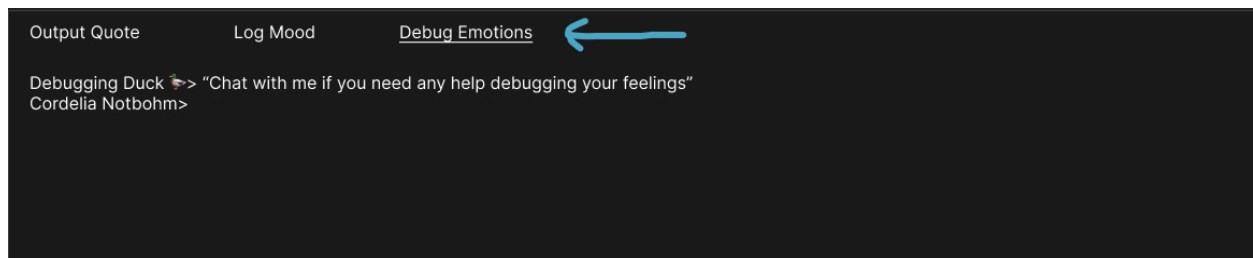 Output Quote Log Mood Debug Emotions
Debugging Duck 🦆> “Chat with me if you need any help debugging your feelings”
Cordelia Notbohm>